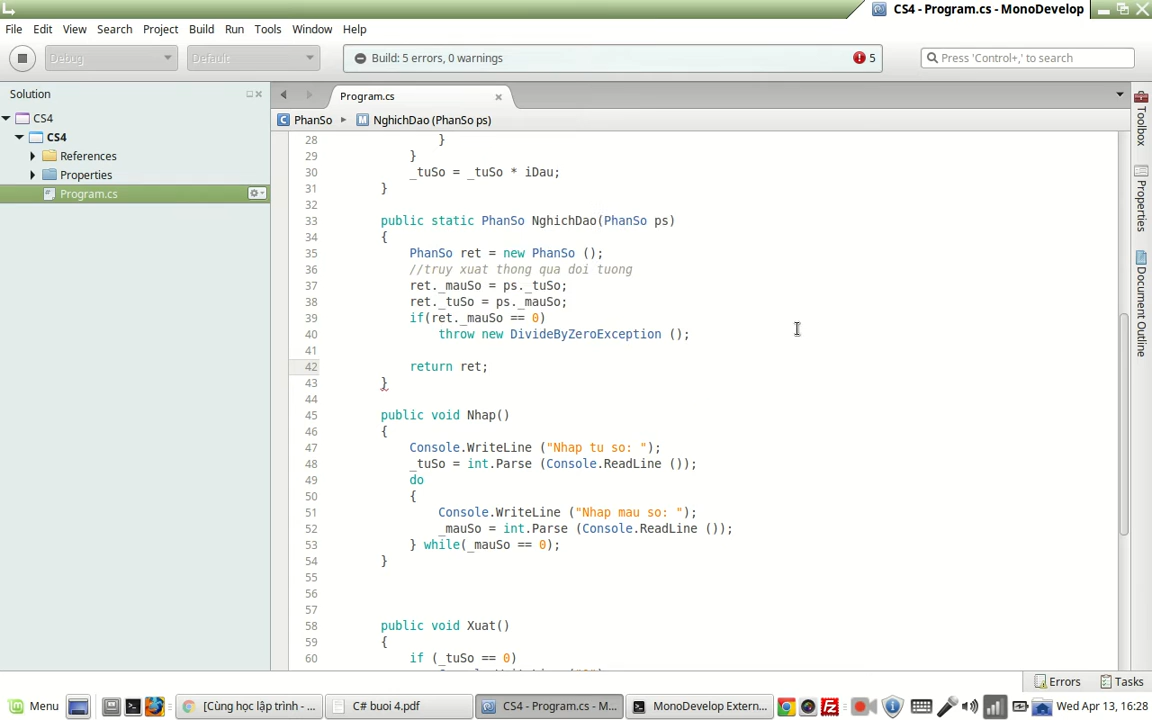 CS4 - Program.cs - MonoDevelop
File Edit View Search Project Build Run Tools Window Help
Debug Default Build: 5 errors, 0 warnings 5 Press 'Control+,' to search
Solution
CS4
CS4
References
Properties
Program.cs
Program.cs
PhanSo NghichDao (PhanSo ps)
28 }
29 }
30 _tuSo = _tuSo * iDau;
31 }
32
33 public static PhanSo NghichDao(PhanSo ps)
34 {
35 PhanSo ret = new PhanSo ();
36 //truy xuat thong qua doi tuong
37 ret._mauSo = ps._tuSo;
38 ret._tuSo = ps._mauSo;
39 if(ret._mauSo == 0)
40 throw new DivideByZeroException ();
41
42 return ret;
43 }
44
45 public void Nhap()
46 {
47 Console.WriteLine ("Nhap tu so: ");
48 _tuSo = int.Parse (Console.ReadLine ());
49 do
50 {
51 Console.WriteLine ("Nhap mau so: ");
52 _mauSo = int.Parse (Console.ReadLine ());
53 } while(_mauSo == 0);
54 }
55
56
57
58 public void Xuat()
59 {
60 if (_tuSo == 0)
Toolbox
Properties
Document Outline
Errors Tasks
Menu [Cùng học lập trình - ... C# buoi 4.pdf CS4 - Program.cs - M... MonoDevelop Extern... Wed Apr 13, 16:28